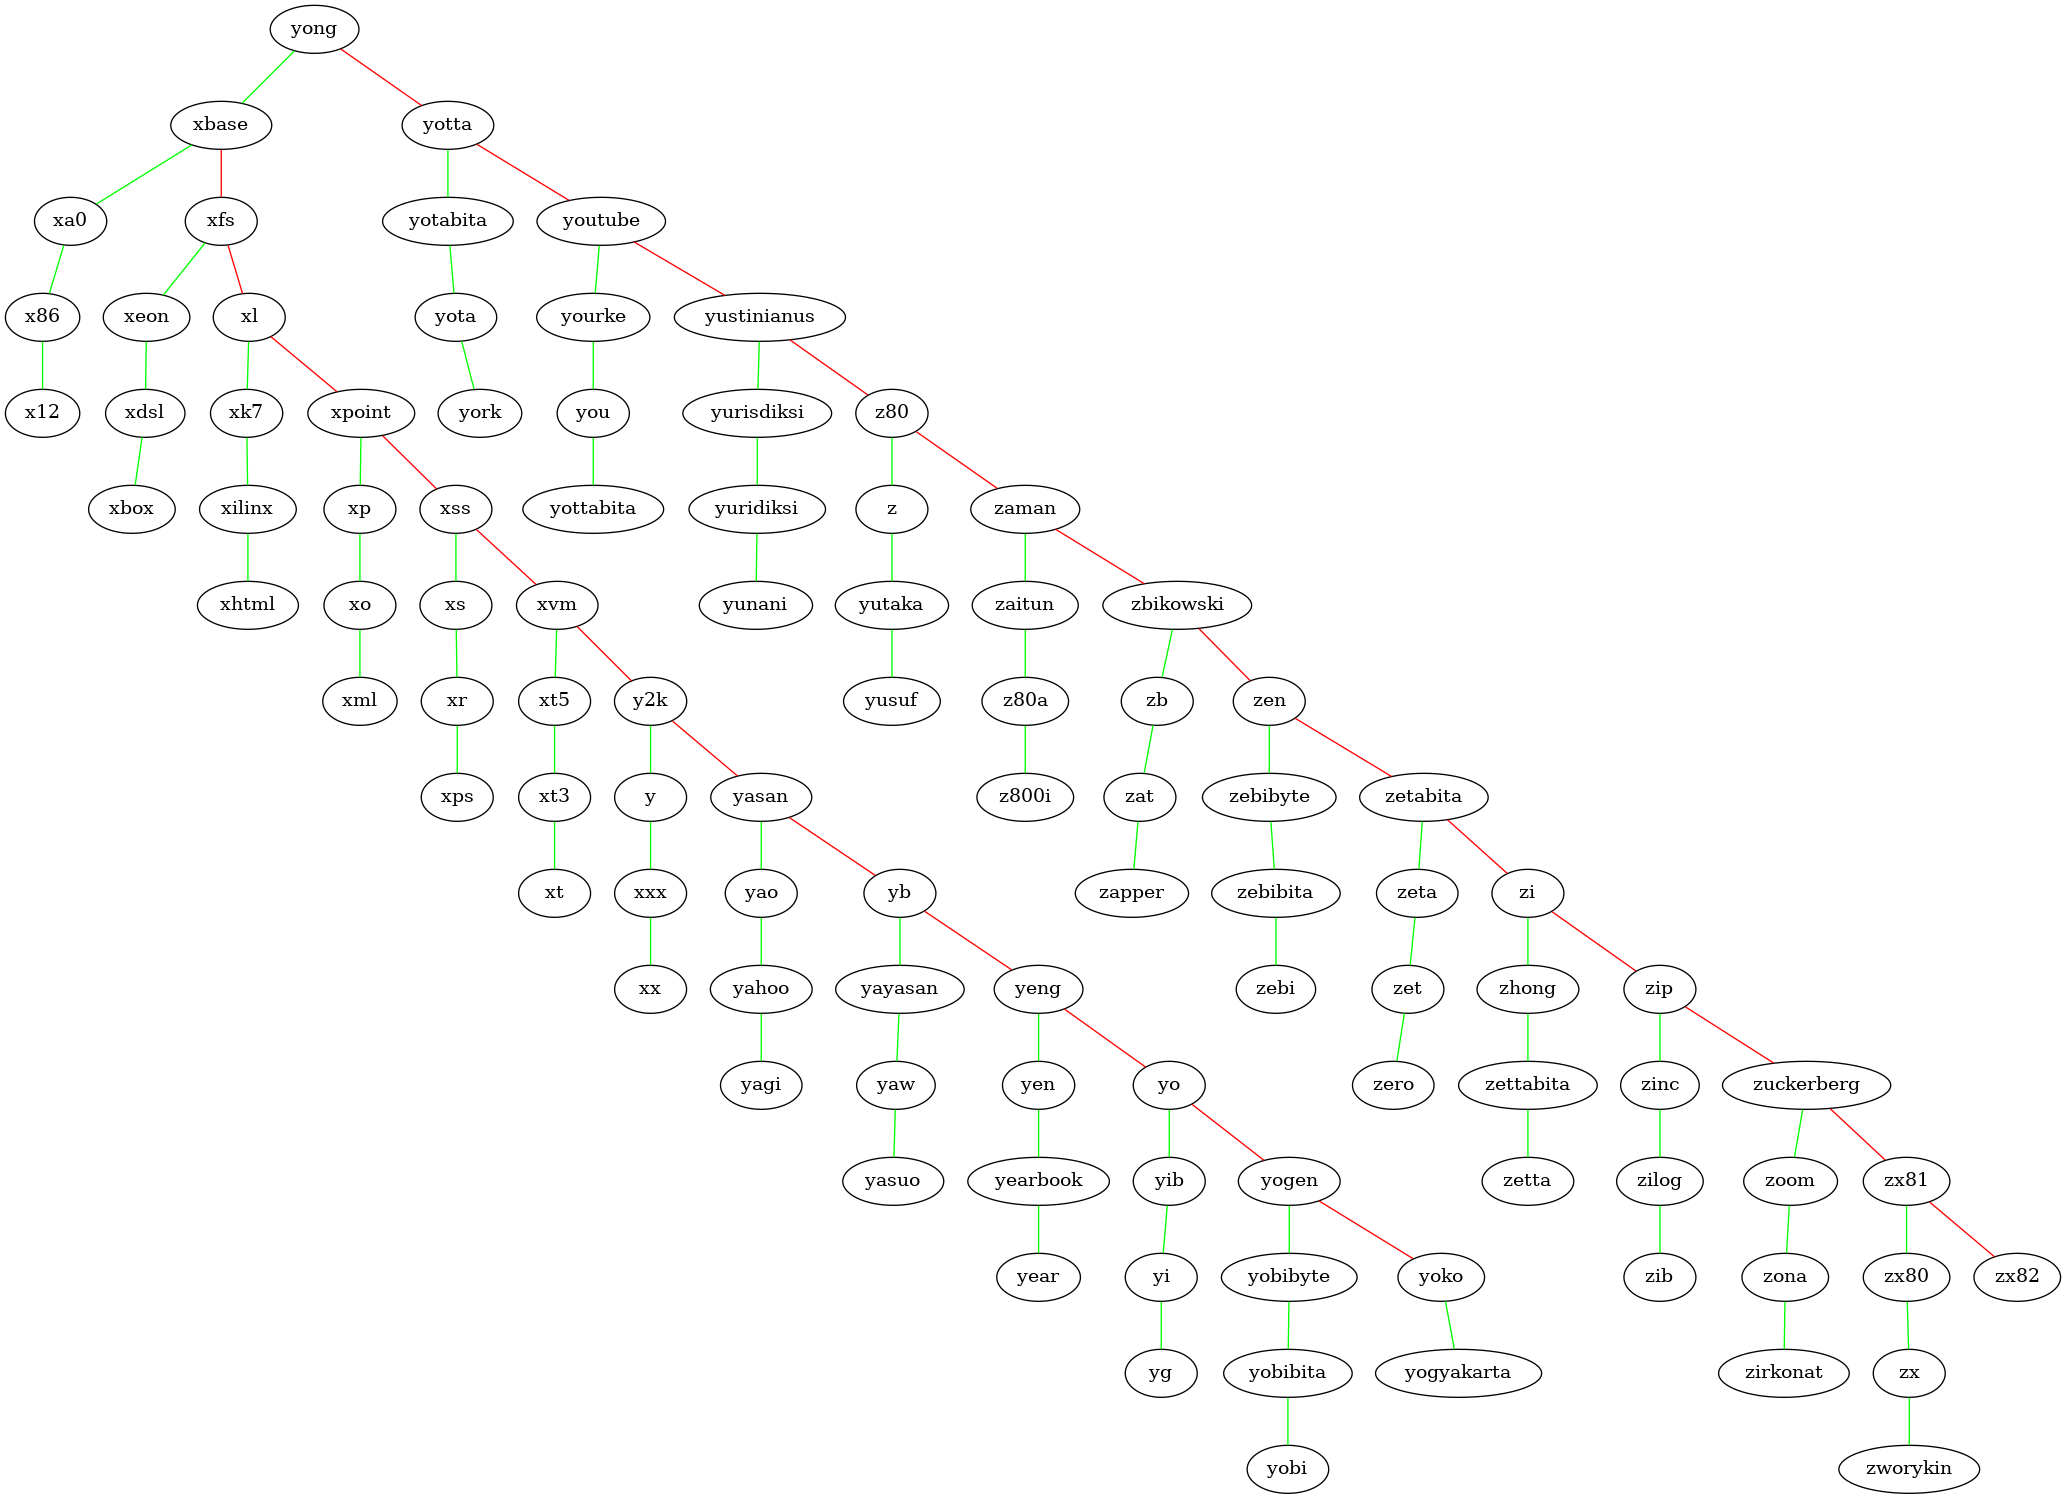 yong
xbase
yotta
xa0
xfs
yotabita
youtube
x86
xeon
xl
yota
yourke
yustinianus
x12
xdsl
xk7
xpoint
york
you
yurisdiksi
z80
xbox
xilinx
xp
xss
yottabita
yuridiksi
z
zaman
xhtml
xo
xs
xvm
yunani
yutaka
zaitun
zbikowski
xml
xr
xt5
y2k
yusuf
z80a
zb
zen
xps
xt3
y
yasan
z800i
zat
zebibyte
zetabita
xt
xxx
yao
yb
zapper
zebibita
zeta
zi
xx
yahoo
yayasan
yeng
zebi
zet
zhong
zip
yagi
yaw
yen
yo
zero
zettabita
zinc
zuckerberg
yasuo
yearbook
yib
yogen
zetta
zilog
zoom
zx81
year
yi
yobibyte
yoko
zib
zona
zx80
zx82
yg
yobibita
yogyakarta
zirkonat
zx
yobi
zworykin